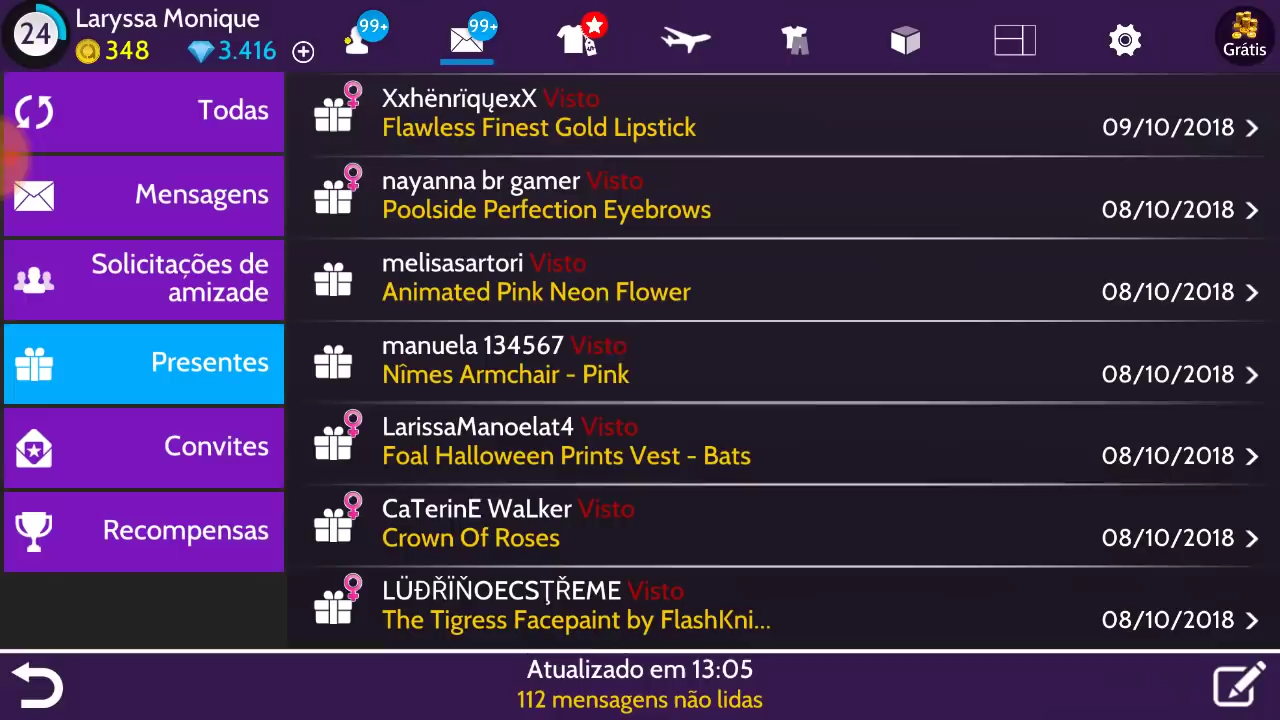 24
Laryssa Monique
348
3.416
99+
99+
Grátis
Todas
Mensagens
Solicitações de
amizade
Presentes
Convites
Recompensas
XxhënrïqųexX Visto
Flawless Finest Gold Lipstick
09/10/2018
nayanna br gamer Visto
Poolside Perfection Eyebrows
08/10/2018
melisasartori Visto
Animated Pink Neon Flower
08/10/2018
manuela 134567 Visto
Nîmes Armchair - Pink
08/10/2018
LarissaManoelat4 Visto
Foal Halloween Prints Vest - Bats
08/10/2018
CaTerinE WaLker Visto
Crown Of Roses
08/10/2018
LÜĐŘÏÏŇOECSŢŘEME Visto
The Tigress Facepaint by FlashKni...
08/10/2018
Atualizado em 13:05
112 mensagens não lidas